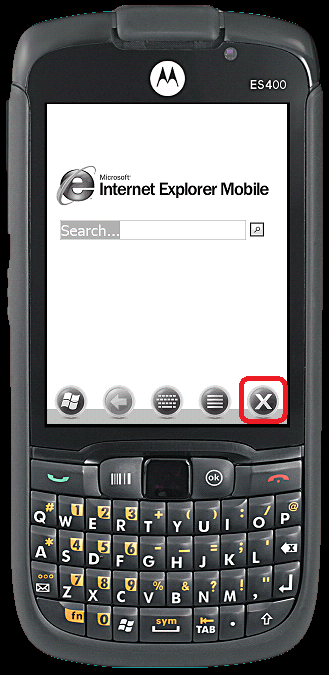 ES400
Microsoft®
Internet Explorer Mobile
Search...
X
ok
Q # W 1 E 2 R 3 T + Y ( U ) I : O / P @
A * S 4 D 5 F 6 G - H = J " K ' L
Z 7 X 8 C 9 V % B & N ? M ! , "
fn 0 sym TAB .